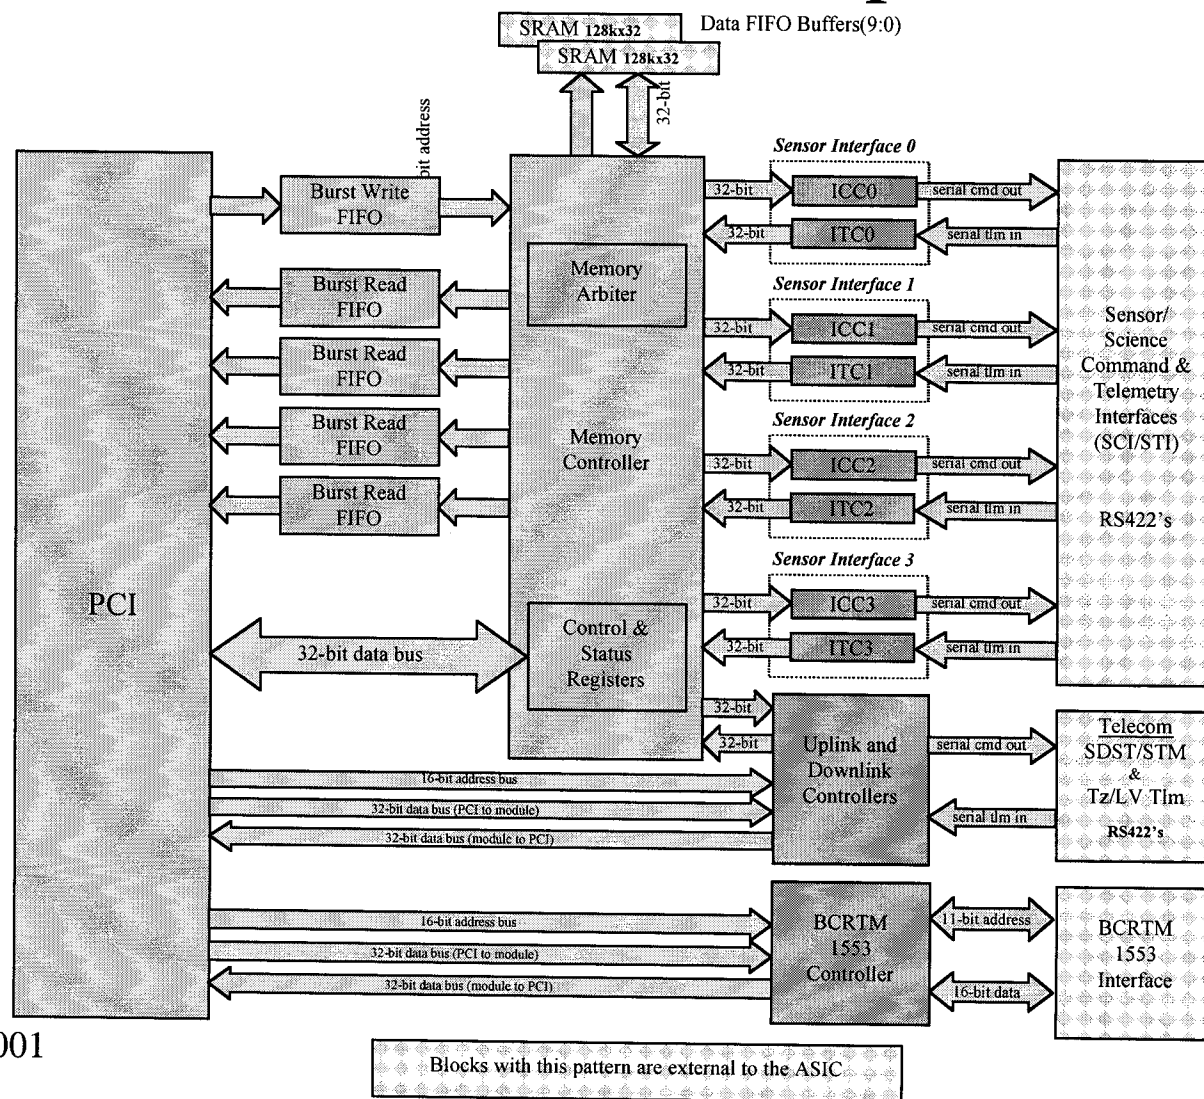 SRAM 128kx32
Data FIFO Buffers(9:0)
SRAM 128kx32
32-bit
bit address
Burst Write
FIFO
Burst Read
FIFO
Burst Read
FIFO
Burst Read
FIFO
Burst Read
FIFO
PCI
32-bit data bus
Memory
Arbiter
Memory
Controller
Control &
Status
Registers
Sensor Interface 0
32-bit
ICC0
serial cmd out
32-bit
ITC0
serial tlm in
Sensor Interface 1
32-bit
ICC1
serial cmd out
32-bit
ITC1
serial tlm in
Sensor Interface 2
32-bit
ICC2
serial cmd out
32-bit
ITC2
serial tlm in
Sensor Interface 3
32-bit
ICC3
serial cmd out
32-bit
ITC3
serial tlm in
Sensor/
Science
Command &
Telemetry
Interfaces
(SCI/STI)
RS422's
32-bit
32-bit
Uplink and
Downlink
Controllers
serial cmd out
serial tlm in
Telecom
SDST/STM
&
Tz/LV Tlm
RS422's
16-bit address bus
32-bit data bus (PCI to module)
32-bit data bus (module to PCI)
16-bit address bus
32-bit data bus (PCI to module)
32-bit data bus (module to PCI)
BCRTM
1553
Controller
11-bit address
16-bit data
BCRTM
1553
Interface
001
Blocks with this pattern are external to the ASIC